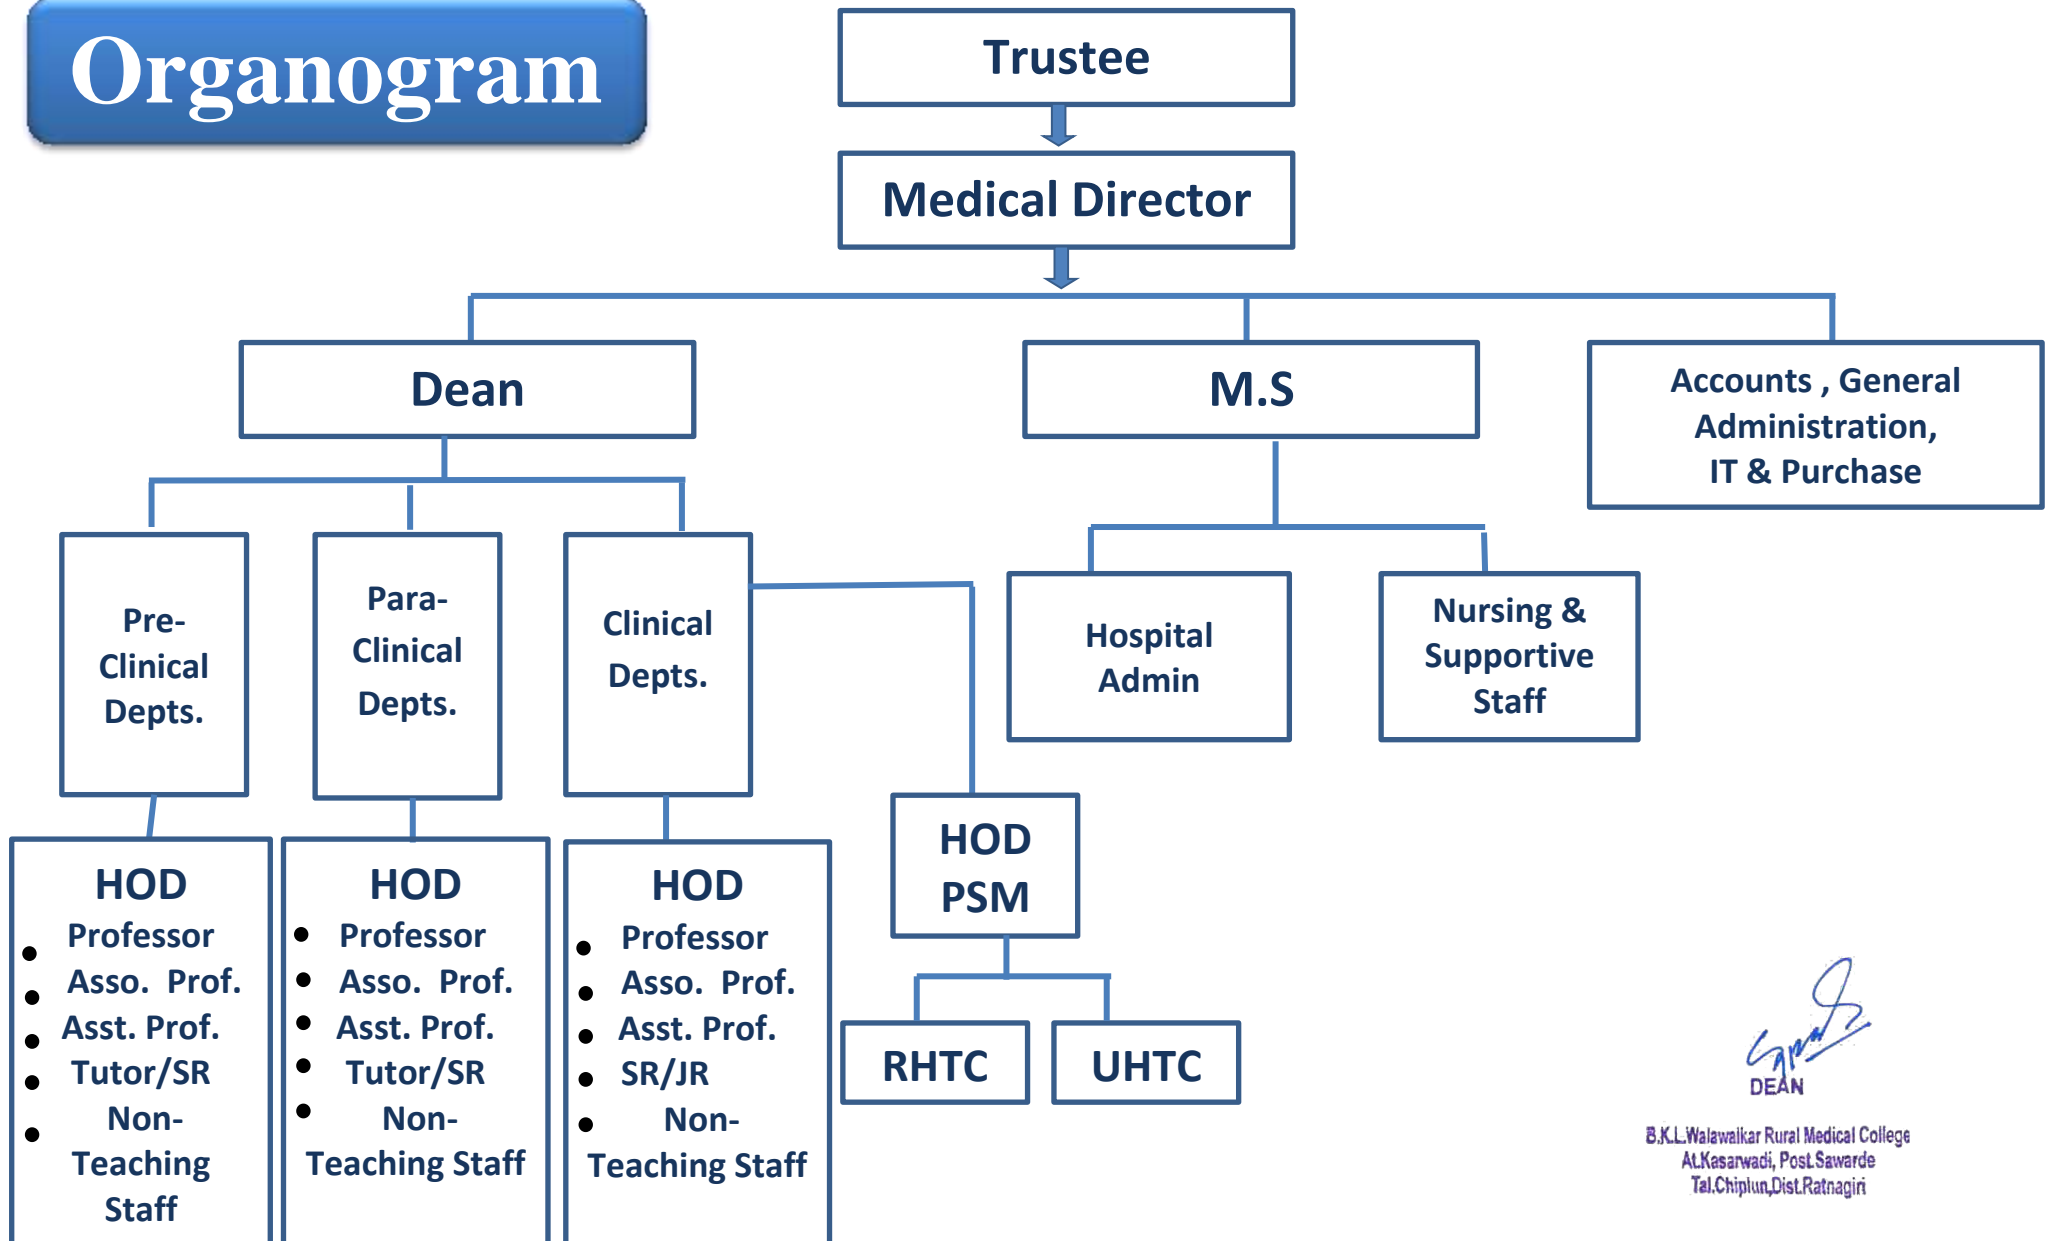 Organogram
Trustee
Medical Director
Dean
M.S
Accounts , General
Administration,
IT & Purchase
Pre-
Clinical
Depts.
Para-
Clinical
Depts.
Clinical
Depts.
Hospital
Admin
Nursing &
Supportive
Staff
HOD
• Professor
• Asso. Prof.
• Asst. Prof.
• Tutor/SR
• Non-
Teaching
Staff
HOD
• Professor
• Asso. Prof.
• Asst. Prof.
• Tutor/SR
• Non-
Teaching Staff
HOD
• Professor
• Asso. Prof.
• Asst. Prof.
• SR/JR
• Non-
Teaching Staff
HOD
PSM
RHTC
UHTC
DEAN
B.K.L.Walawalkar Rural Medical College
At.Kasarwadi, Post.Sawarde
Tal.Chiplun,Dist.Ratnagiri